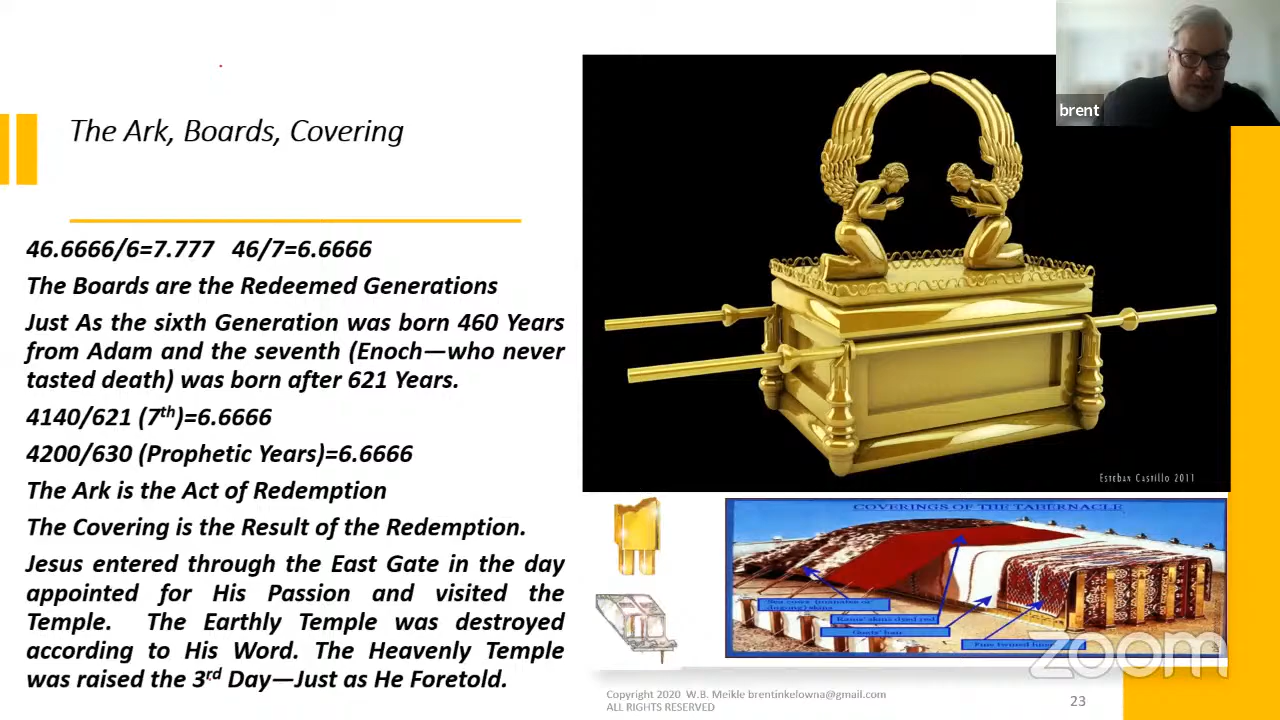 brent
The Ark, Boards, Covering
46.6666/6=7.777 46/7=6.6666
The Boards are the Redeemed Generations
Just As the sixth Generation was born 460 Years
from Adam and the seventh (Enoch—who never
tasted death) was born after 621 Years.
4140/621 (7th)=6.6666
4200/630 (Prophetic Years)=6.6666
The Ark is the Act of Redemption
The Covering is the Result of the Redemption.
Jesus entered through the East Gate in the day
appointed for His Passion and visited the
Temple. The Earthly Temple was destroyed
according to His Word. The Heavenly Temple
was raised the 3rd Day—Just as He Foretold.
Esteban Castillo 2011
COVERINGS OF THE TABERNACLE
Rams' skins dyed red
Goats' hair
zoom
Copyright 2020 W.B. Meikle brentinkelowna@gmail.com
ALL RIGHTS RESERVED
23